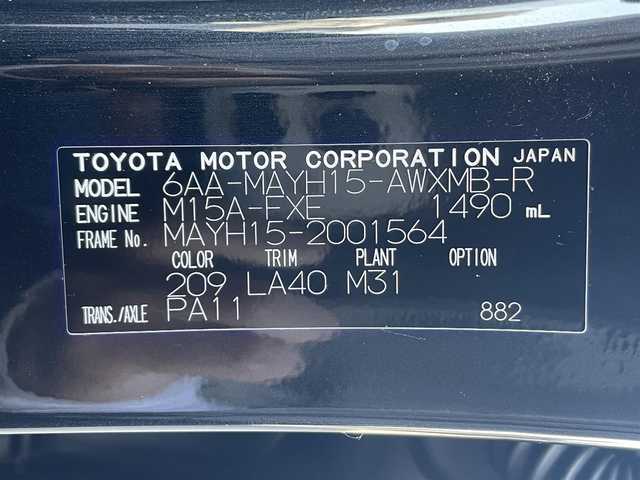 TOYOTA MOTOR CORPORATION JAPAN
MODEL 6AA-MAYH15-AWXMB-R
ENGINE M15A-FXE 1490 mL
FRAME No. MAYH15-2001564
COLOR TRIM PLANT OPTION
209 LA40 M31
TRANS./AXLE PA11 882